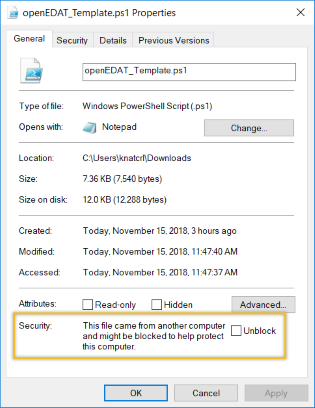 openEDAT_Template.ps1 Properties
General Security Details Previous Versions
openEDAT_Template.ps1
Type of file: Windows PowerShell Script (.ps1)
Opens with: Notepad Change...
Location: C:\Users\knatcrl\Downloads
Size: 7.36 KB (7,540 bytes)
Size on disk: 12.0 KB (12,288 bytes)
Created: Today, November 15, 2018, 3 hours ago
Modified: Today, November 15, 2018, 11:47:40 AM
Accessed: Today, November 15, 2018, 11:47:37 AM
Attributes: Read-only Hidden Advanced...
Security: This file came from another computer
and might be blocked to help protect
this computer.
Unblock
OK Cancel Apply